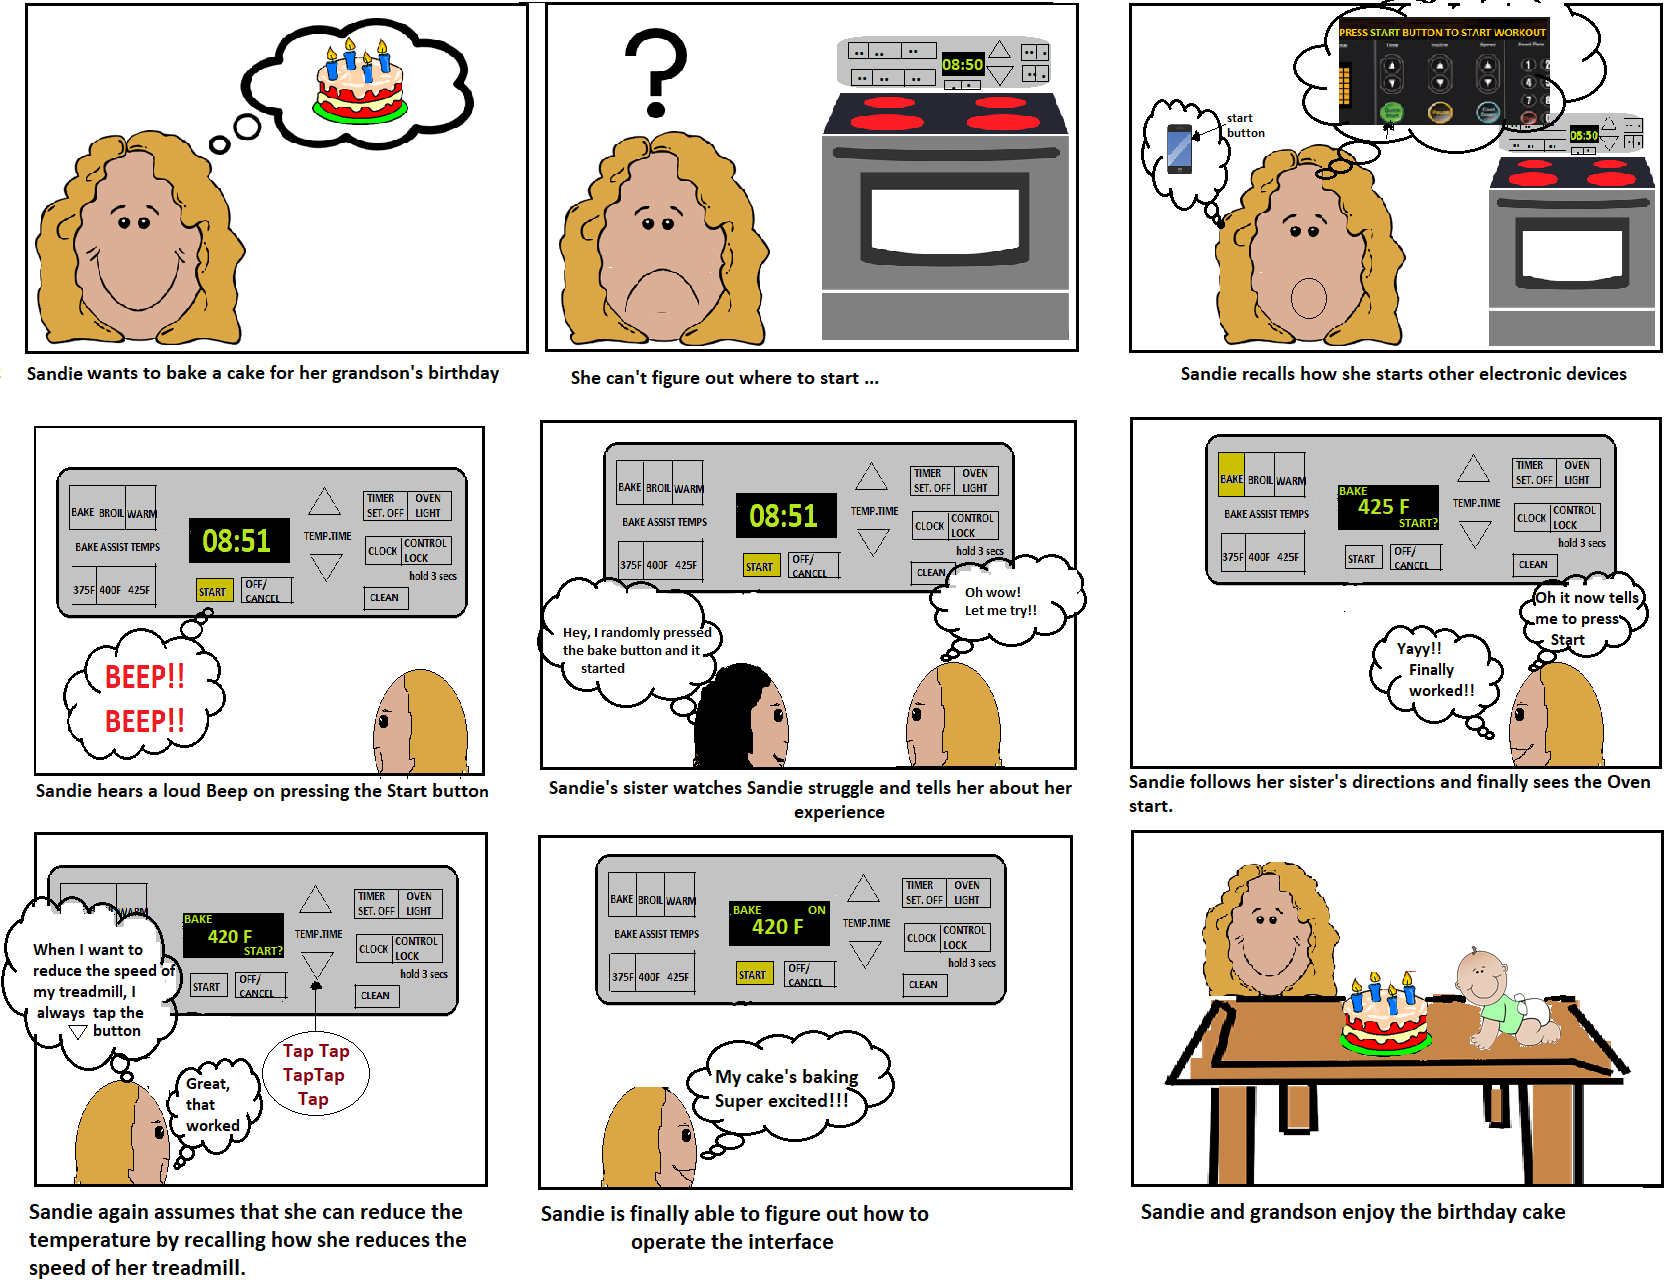 08:50
PRESS START BUTTON TO START WORKOUT
Time
Incline
Speed
1 2
4
7
Quick Start
Pause
Cool Down
start
button
08:50
Sandie wants to bake a cake for her grandson's birthday
She can't figure out where to start ...
Sandie recalls how she starts other electronic devices
BAKE BROIL WARM
BAKE ASSIST TEMPS
375F 400F 425F
08:51
START
OFF/
CANCEL
TEMP.TIME
TIMER OVEN
SET. OFF LIGHT
CLOCK CONTROL
LOCK
hold 3 secs
CLEAN
BEEP!!
BEEP!!
Sandie hears a loud Beep on pressing the Start button
BAKE BROIL WARM
BAKE ASSIST TEMPS
375F 400F 425F
08:51
START
OFF/
CANCEL
TEMP.TIME
TIMER OVEN
SET. OFF LIGHT
CLOCK CONTROL
LOCK
hold 3 secs
CLEAN
Hey, I randomly pressed
the bake button and it
started
Oh wow!
Let me try!!
Sandie's sister watches Sandie struggle and tells her about her
experience
BAKE BROIL WARM
BAKE ASSIST TEMPS
375F 400F 425F
BAKE
425 F
START?
START
OFF/
CANCEL
TEMP.TIME
TIMER OVEN
SET. OFF LIGHT
CLOCK CONTROL
LOCK
hold 3 secs
CLEAN
Yayy!!
Finally
worked!!
Oh it now tells
me to press
Start
Sandie follows her sister's directions and finally sees the Oven
start.
WARM
BAKE
420 F
START?
START
OFF/
CANCEL
TEMP.TIME
TIMER OVEN
SET. OFF LIGHT
CLOCK CONTROL
LOCK
hold 3 secs
CLEAN
When I want to
reduce the speed of
my treadmill, I
always tap the
button
Great,
that
worked
Tap Tap
TapTap
Tap
Sandie again assumes that she can reduce the
temperature by recalling how she reduces the
speed of her treadmill.
BAKE BROIL WARM
BAKE ASSIST TEMPS
375F 400F 425F
BAKE ON
420 F
START
OFF/
CANCEL
TEMP.TIME
TIMER OVEN
SET. OFF LIGHT
CLOCK CONTROL
LOCK
hold 3 secs
CLEAN
My cake's baking
Super excited!!!
Sandie is finally able to figure out how to
operate the interface
Sandie and grandson enjoy the birthday cake